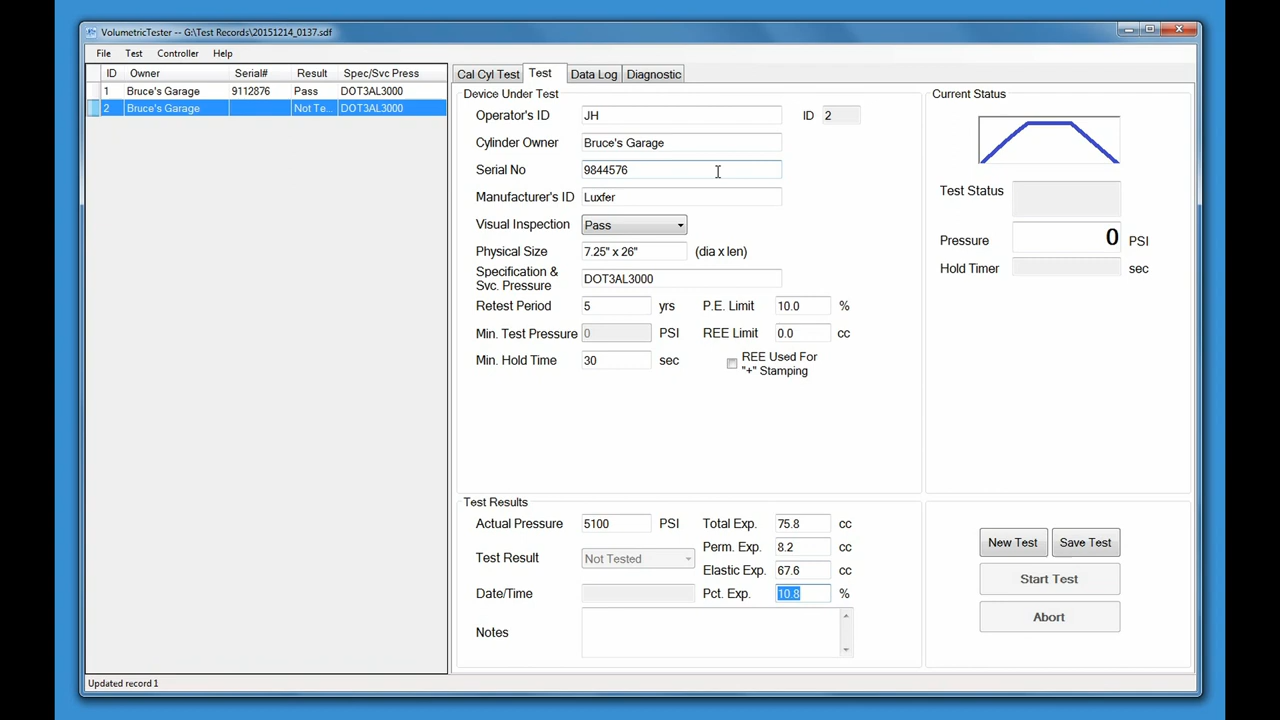 VolumetricTester -- G:\Test Records\20151214_0137.sdf
File Test Controller Help
ID Owner Serial# Result Spec/Svc Press
1 Bruce's Garage 9112876 Pass DOT3AL3000
2 Bruce's Garage Not Te... DOT3AL3000
Cal Cyl Test Test Data Log Diagnostic
Device Under Test
Operator's ID JH ID 2
Cylinder Owner Bruce's Garage
Serial No 9844576
Manufacturer's ID Luxfer
Visual Inspection Pass
Physical Size 7.25" x 26" (dia x len)
Specification &
Svc. Pressure DOT3AL3000
Retest Period 5 yrs P.E. Limit 10.0 %
Min. Test Pressure 0 PSI REE Limit 0.0 cc
Min. Hold Time 30 sec REE Used For
"+" Stamping
Current Status
Test Status
Pressure 0 PSI
Hold Timer sec
Test Results
Actual Pressure 5100 PSI Total Exp. 75.8 cc
Perm. Exp. 8.2 cc
Test Result Not Tested
Elastic Exp. 67.6 cc
Date/Time Pct. Exp. 10.8 %
Notes
New Test Save Test
Start Test
Abort
Updated record 1